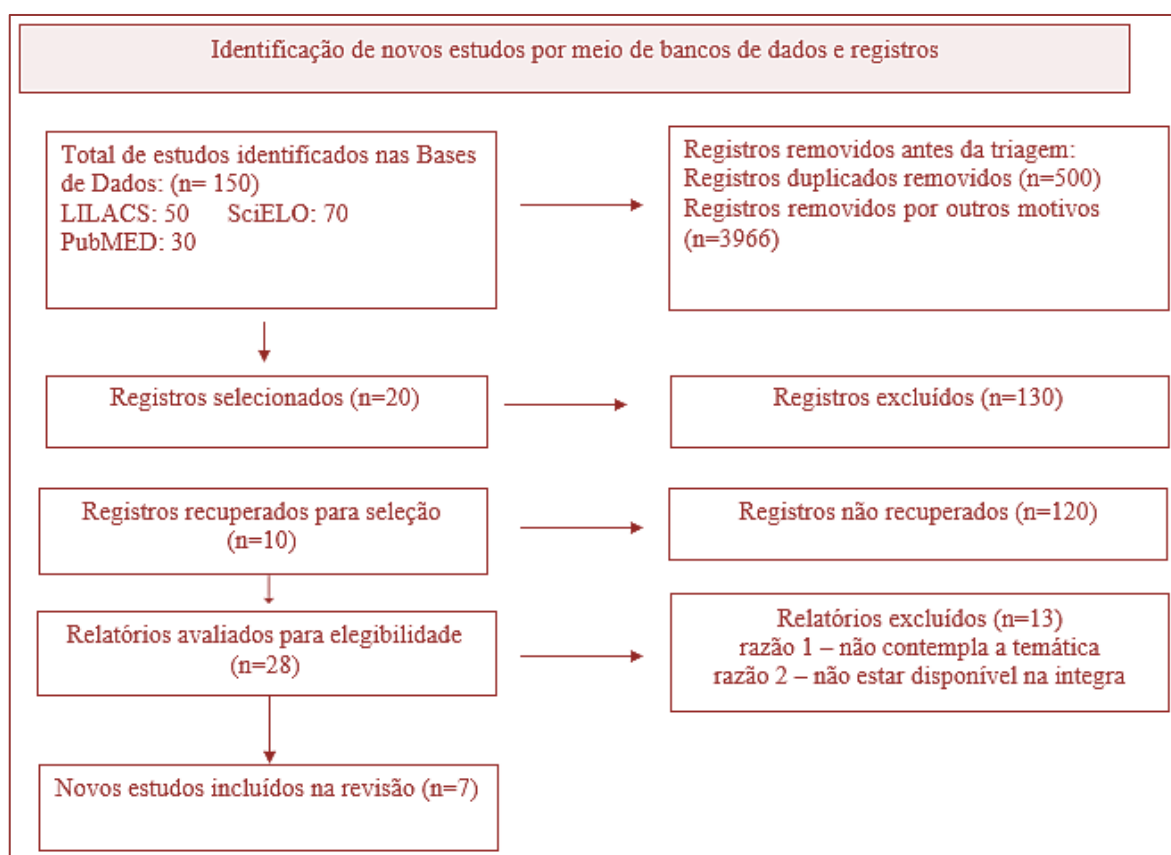 Identificação de novos estudos por meio de bancos de dados e registros
Total de estudos identificados nas Bases
de Dados: (n= 150)
LILACS: 50 SciELO: 70
PubMED: 30
Registros removidos antes da triagem:
Registros duplicados removidos (n=500)
Registros removidos por outros motivos
(n=3966)
Registros selecionados (n=20)
Registros excluídos (n=130)
Registros recuperados para seleção
(n=10)
Registros não recuperados (n=120)
Relatórios avaliados para elegibilidade
(n=28)
Relatórios excluídos (n=13)
razão 1 – não contempla a temática
razão 2 – não estar disponível na integra
Novos estudos incluídos na revisão (n=7)